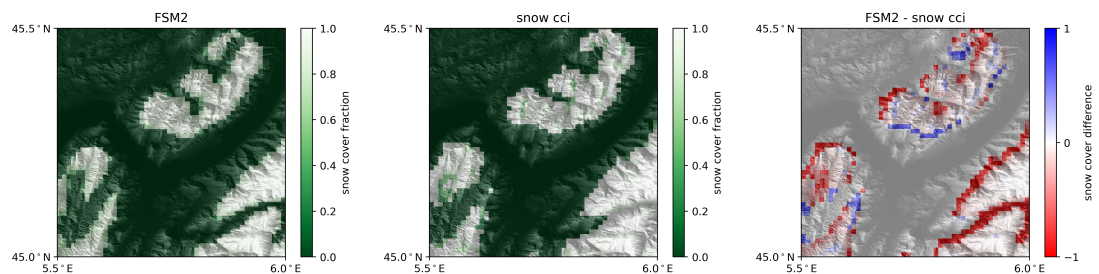 FSM2
45.5°N
45.0°N
5.5°E
6.0°E
1.0
0.8
0.6
0.4
0.2
0.0
snow cover fraction
snow cci
45.5°N
45.0°N
5.5°E
6.0°E
1.0
0.8
0.6
0.4
0.2
0.0
snow cover fraction
FSM2 - snow cci
45.5°N
45.0°N
5.5°E
6.0°E
1
0
−1
snow cover difference